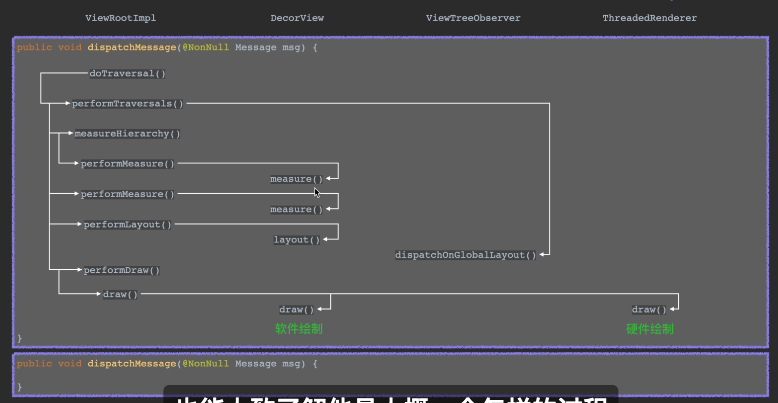 ViewRootImpl DecorView ViewTreeObserver ThreadedRenderer
public void dispatchMessage(@NonNull Message msg) {
doTraversal()
performTraversals()
measureHierarchy()
performMeasure()
measure()
performMeasure()
measure()
performLayout()
layout()
dispatchOnGlobalLayout()
performDraw()
draw()
draw() draw()
软件绘制 硬件绘制
}
public void dispatchMessage(@NonNull Message msg) {
}